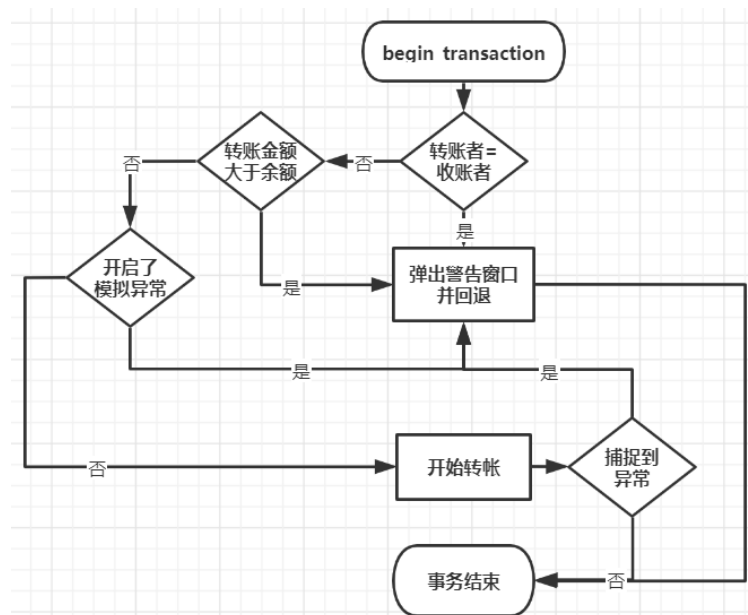 begin transaction
转账者=
收账者
否
转账金额
大于余额
否
是
弹出警告窗口
并回退
是
开启了
模拟异常
是
是
否
开始转帐
捕捉到
异常
否
事务结束